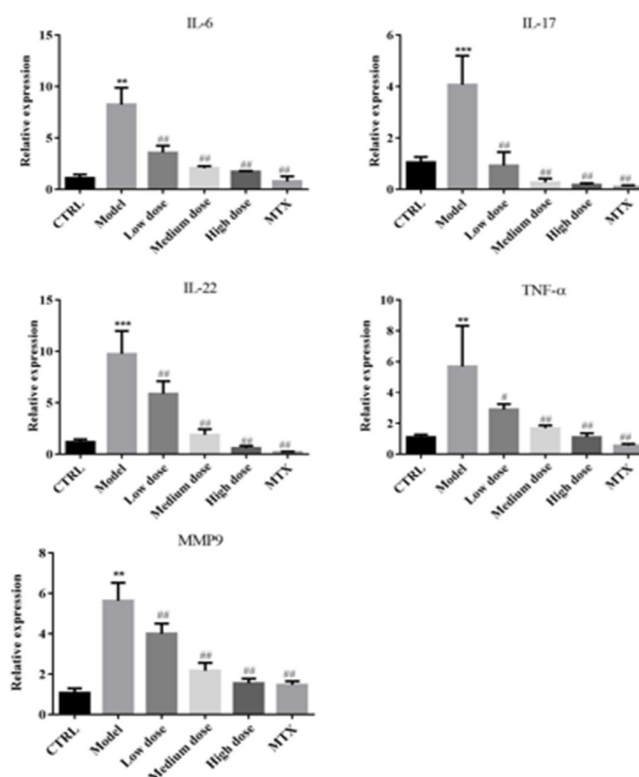 IL-6
Relative expression
15
10
5
0
**
##
##
##
##
CTRL
Model
Low dose
Medium dose
High dose
MTX
IL-17
Relative expression
6
4
2
0
***
##
##
##
##
CTRL
Model
Low dose
Medium dose
High dose
MTX
IL-22
Relative expression
15
10
5
0
***
##
##
##
##
CTRL
Model
Low dose
Medium dose
High dose
MTX
TNF-α
Relative expression
10
8
6
4
2
0
**
#
##
##
##
CTRL
Model
Low dose
Medium dose
High dose
MTX
MMP9
Relative expression
8
6
4
2
0
**
##
##
##
##
CTRL
Model
Low dose
Medium dose
High dose
MTX